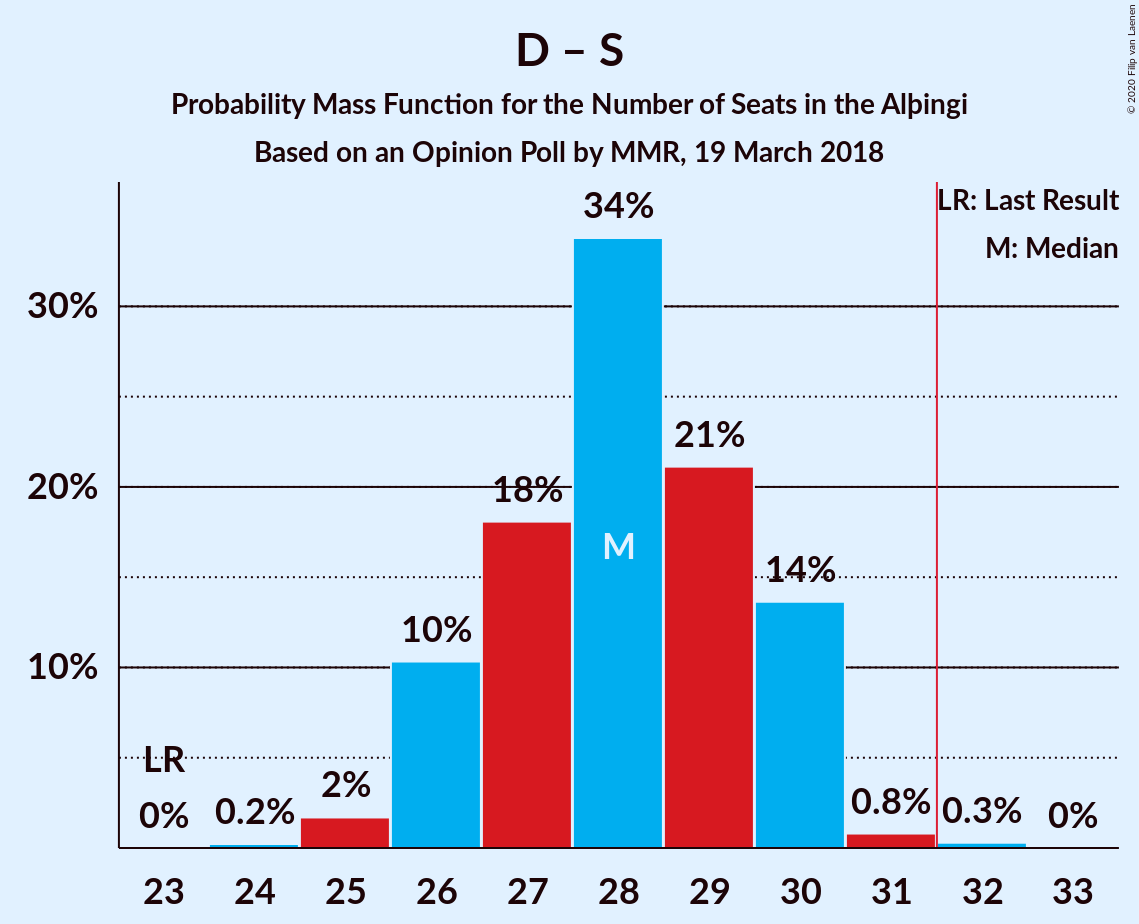 D – S
Probability Mass Function for the Number of Seats in the Alþingi
Based on an Opinion Poll by MMR, 19 March 2018
© 2020 Filip van Laenen
LR: Last Result
M: Median
34%
30%
21%
20%
18%
M
14%
10%
10%
LR
2%
0%
0.2%
0.8%
0.3%
0%
23 24 25 26 27 28 29 30 31 32 33